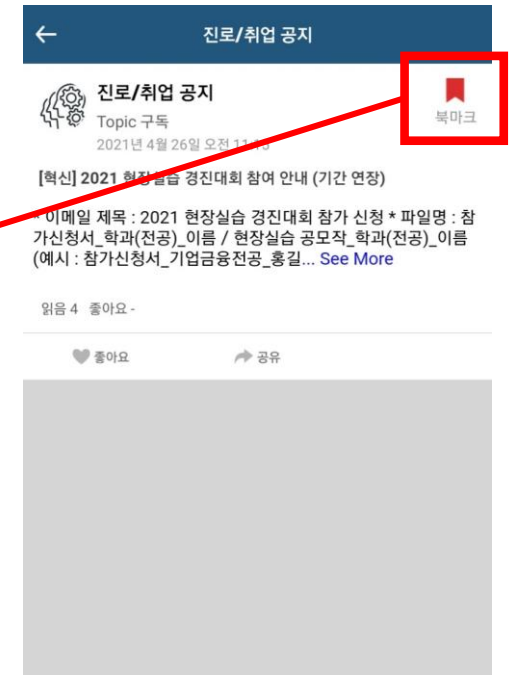 진로/취업 공지
진로/취업 공지
북마크
Topic 구독
2021년 4월 26일 오전
[혁신] 2021 현장실습 경진대회 참여 안내 (기간 연장)
* 이메일 제목 : 2021 현장실습 경진대회 참가 신청 * 파일명 : 참
가신청서_학과(전공)_이름 / 현장실습 공모작_학과(전공)_이름
(예시 : 참가신청서_기업금융전공_홍길... See More
읽음 4 좋아요 -
좋아요
공유